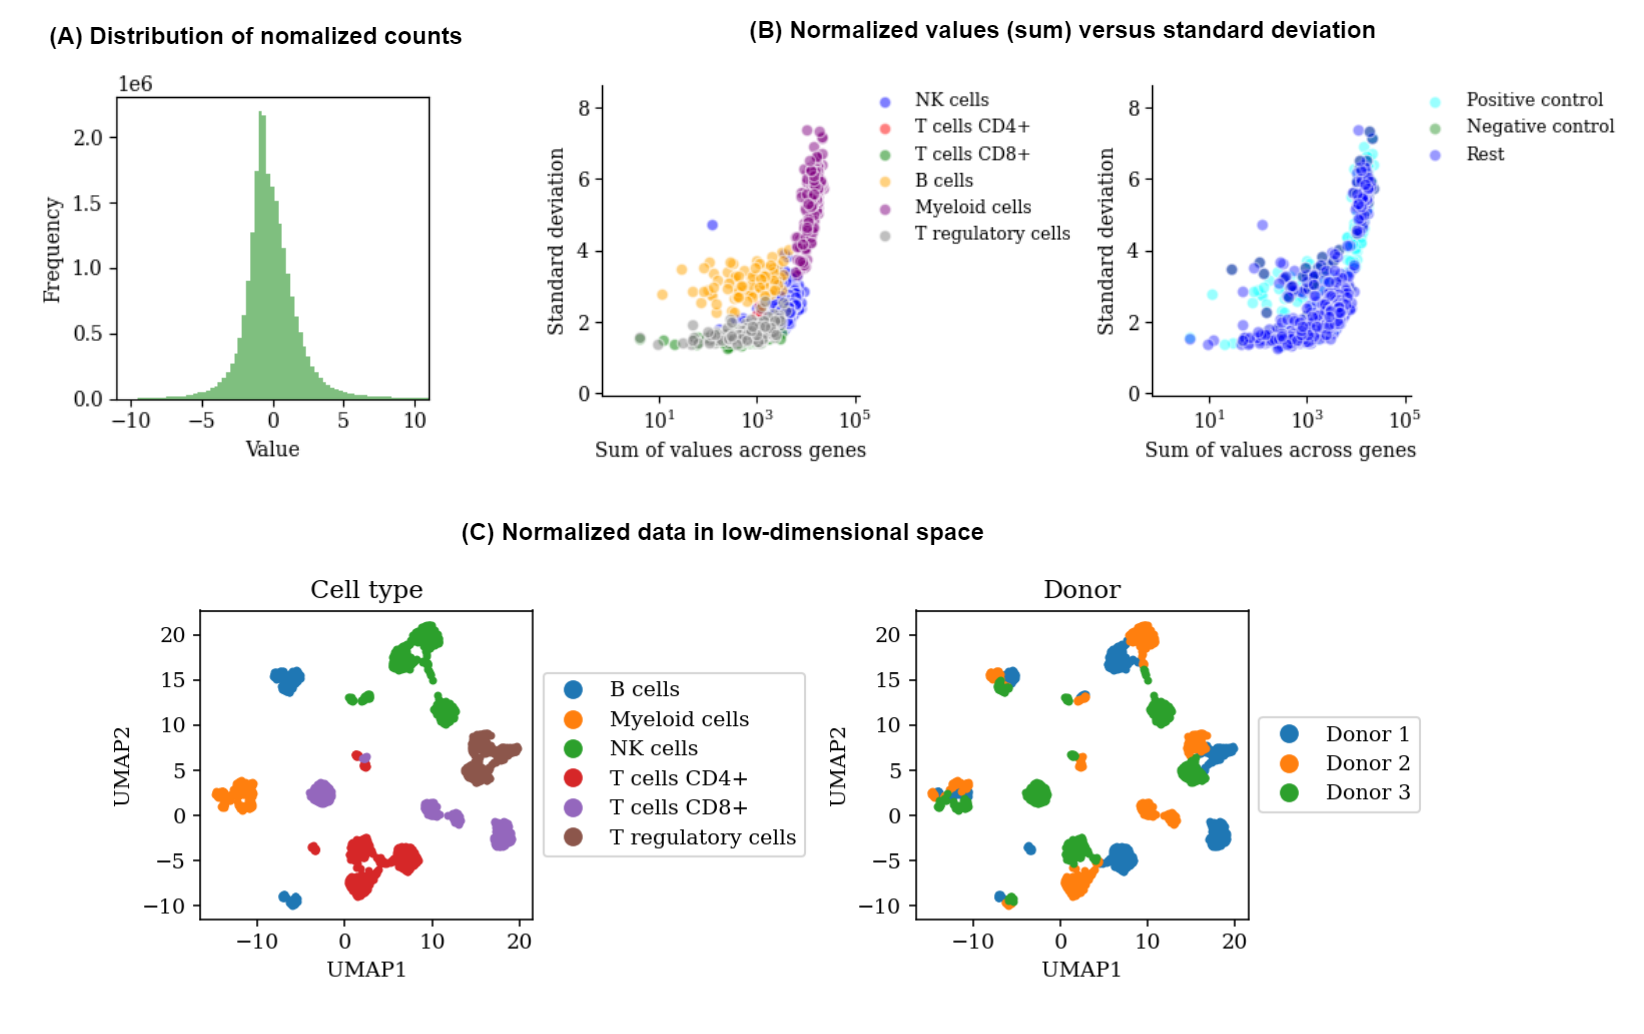 (A) Distribution of nomalized counts
1e6
2.0
1.5
1.0
0.5
0.0
Frequency
−10 −5 0 5 10
Value
(B) Normalized values (sum) versus standard deviation
8
6
4
2
0
Standard deviation
10¹ 10³ 10⁵
Sum of values across genes
NK cells
T cells CD4+
T cells CD8+
B cells
Myeloid cells
T regulatory cells
8
6
4
2
0
Standard deviation
10¹ 10³ 10⁵
Sum of values across genes
Positive control
Negative control
Rest
(C) Normalized data in low-dimensional space
Cell type
20
15
10
5
0
−5
−10
UMAP2
−10 0 10 20
UMAP1
B cells
Myeloid cells
NK cells
T cells CD4+
T cells CD8+
T regulatory cells
Donor
20
15
10
5
0
−5
−10
UMAP2
−10 0 10 20
UMAP1
Donor 1
Donor 2
Donor 3